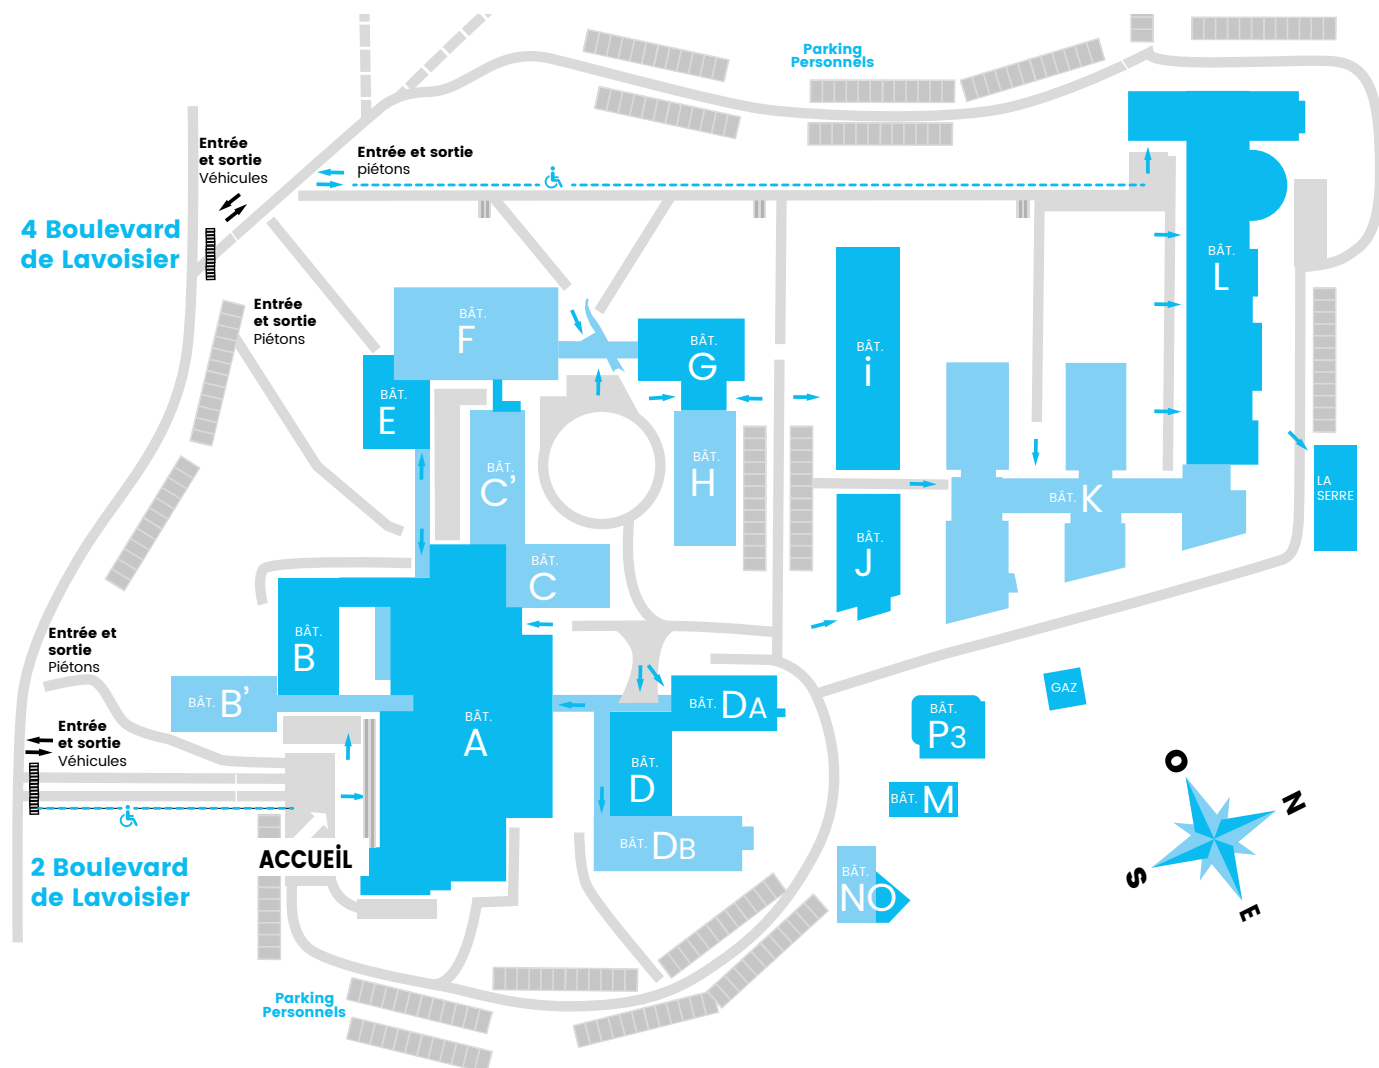 Parking
Personnels
Entrée
et sortie
Véhicules
Entrée et sortie
piétons
4 Boulevard
de Lavoisier
Entrée
et sortie
Piétons
BÂT.
F
BÂT.
G
BÂT.
E
BÂT.
C’
BÂT.
H
BÂT.
i
BÂT.
L
BÂT. K
LA
SERRE
BÂT.
J
BÂT.
C
Entrée et
sortie
Piétons
BÂT.
B
BÂT. B’
BÂT.
A
BÂT. DA
BÂT.
D
BÂT. DB
GAZ
BÂT.
P3
BÂT. M
BÂT.
NO
Entrée
et sortie
Véhicules
2 Boulevard
de Lavoisier
ACCUEIL
Parking
Personnels
O
N
S
E